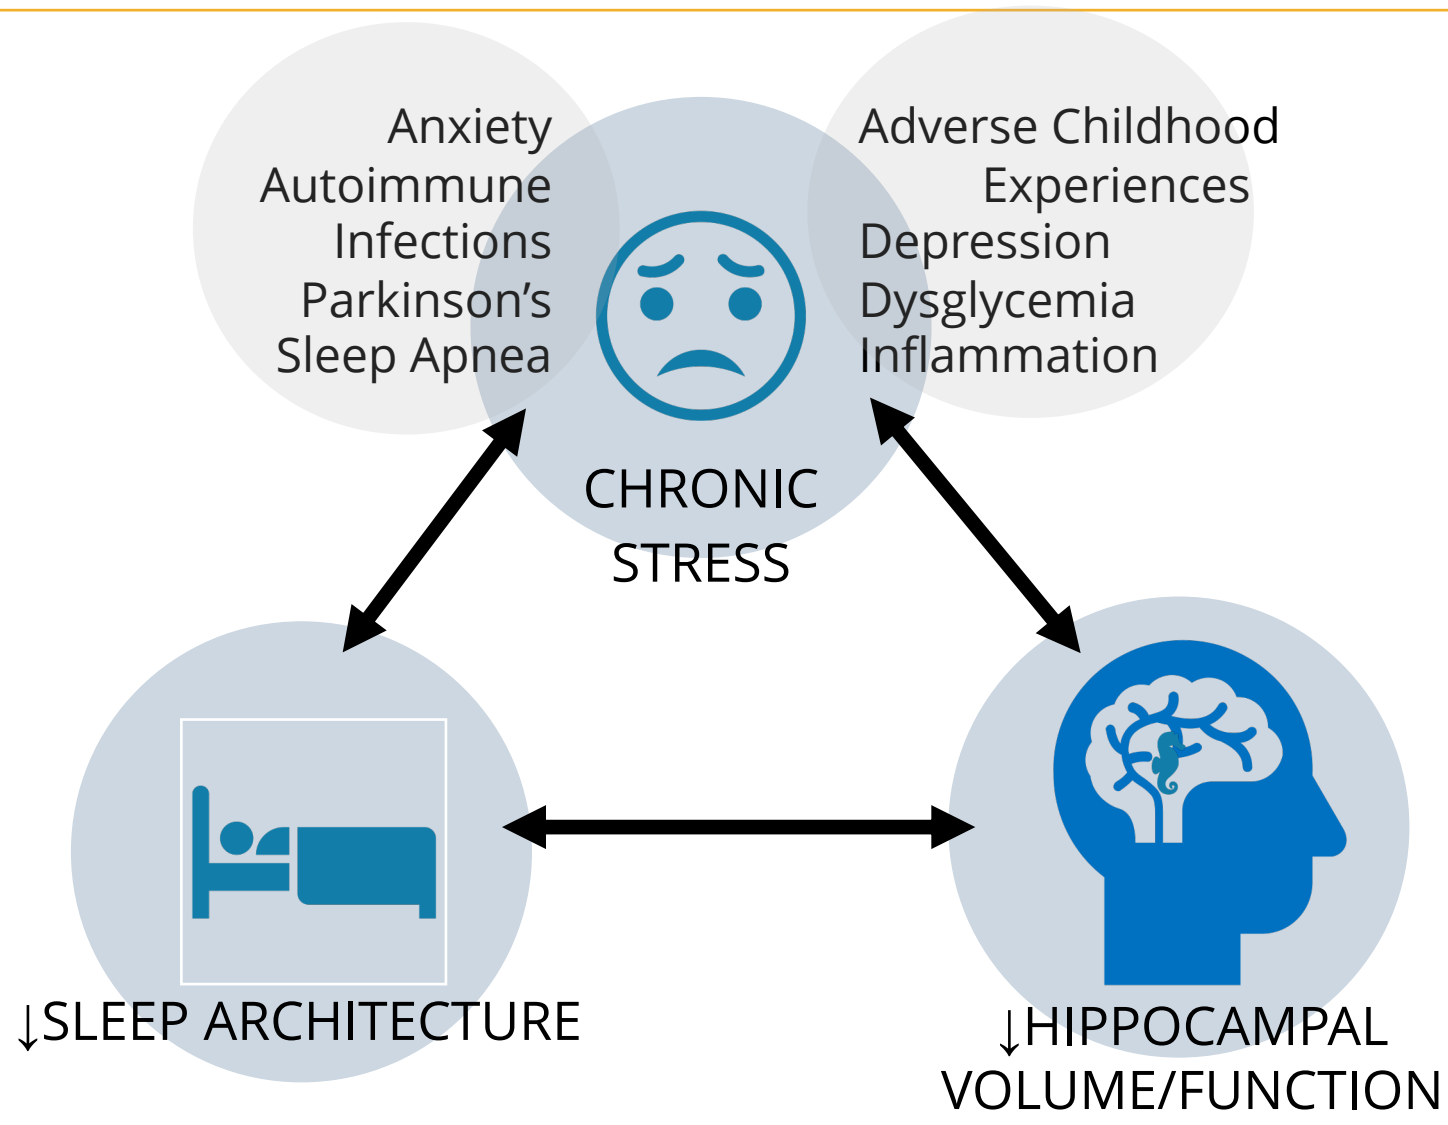 Anxiety
Autoimmune
Infections
Parkinson’s
Sleep Apnea
Adverse Childhood
Experiences
Depression
Dysglycemia
Inflammation
CHRONIC
STRESS
↓SLEEP ARCHITECTURE
↓HIPPOCAMPAL
VOLUME/FUNCTION